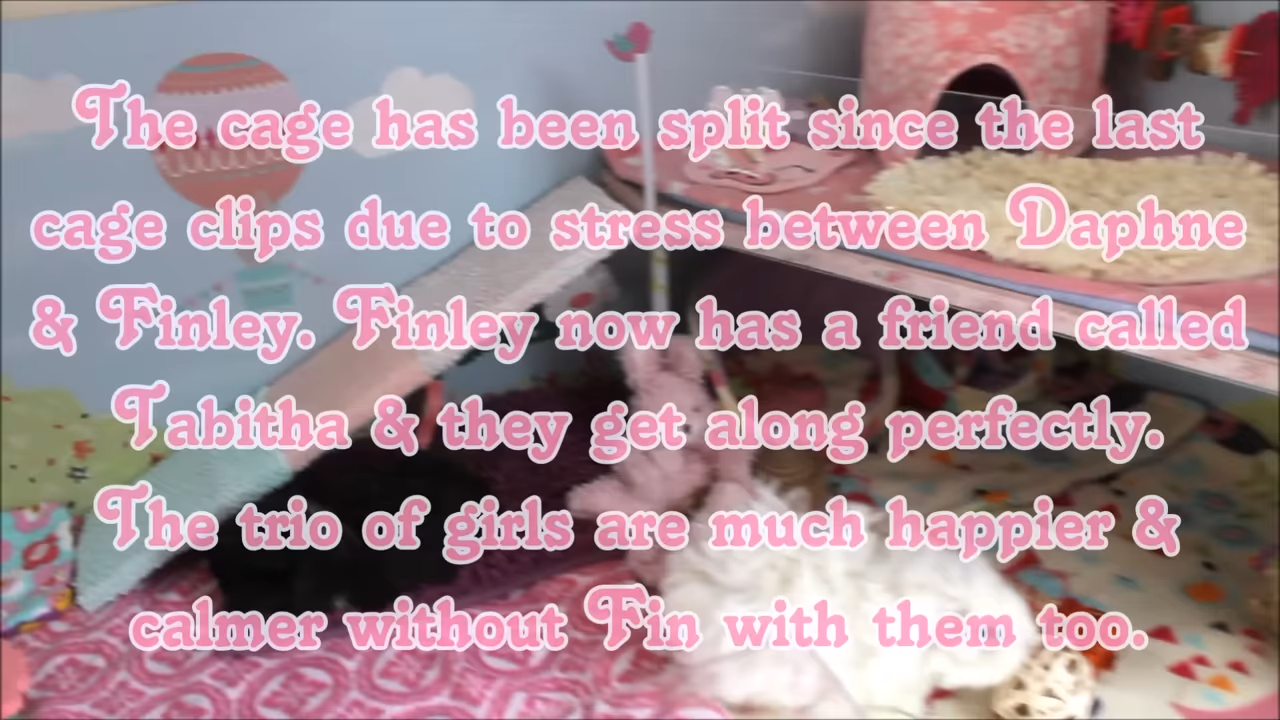 The cage has been split since the last
cage clips due to stress between Daphne
& Finley. Finley now has a friend called
Tabitha & they get along perfectly.
The trio of girls are much happier &
calmer without Fin with them too.